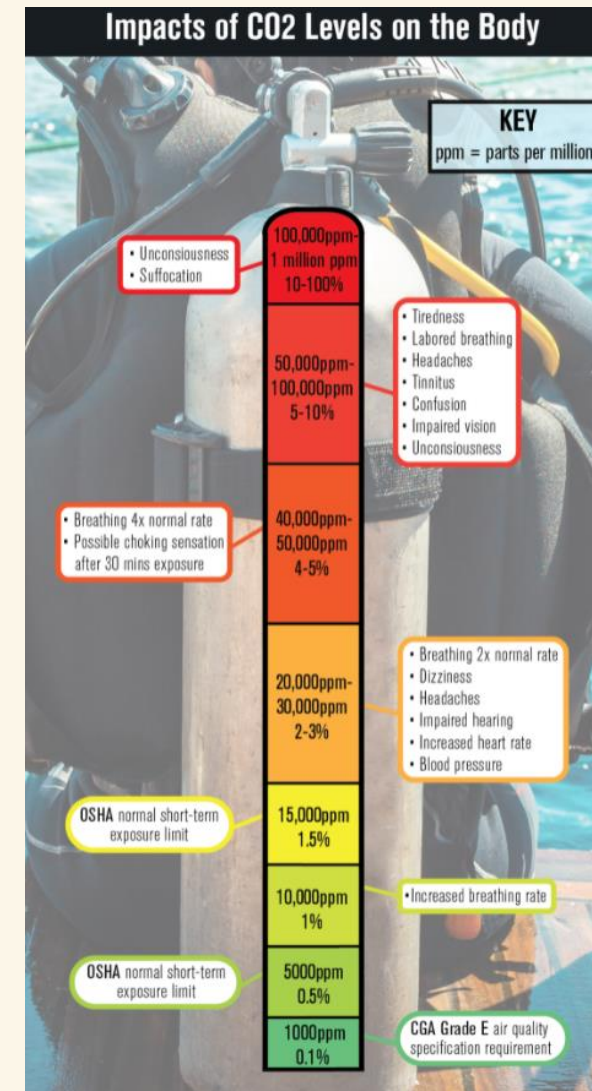 Impacts of CO2 Levels on the Body
KEY
ppm = parts per million
100,000ppm-
1 million ppm
10-100%
• Unconsiousness
• Suffocation
50,000ppm-
100,000ppm
5-10%
• Tiredness
• Labored breathing
• Headaches
• Tinnitus
• Confusion
• Impaired vision
• Unconsiousness
40,000ppm-
50,000ppm
4-5%
• Breathing 4x normal rate
• Possible choking sensation
after 30 mins exposure
20,000ppm-
30,000ppm
2-3%
• Breathing 2x normal rate
• Dizziness
• Headaches
• Impaired hearing
• Increased heart rate
• Blood pressure
OSHA normal short-term
exposure limit
15,000ppm
1.5%
10,000ppm
1%
•Increased breathing rate
OSHA normal short-term
exposure limit
5000ppm
0.5%
1000ppm
0.1%
CGA Grade E air quality
specification requirement